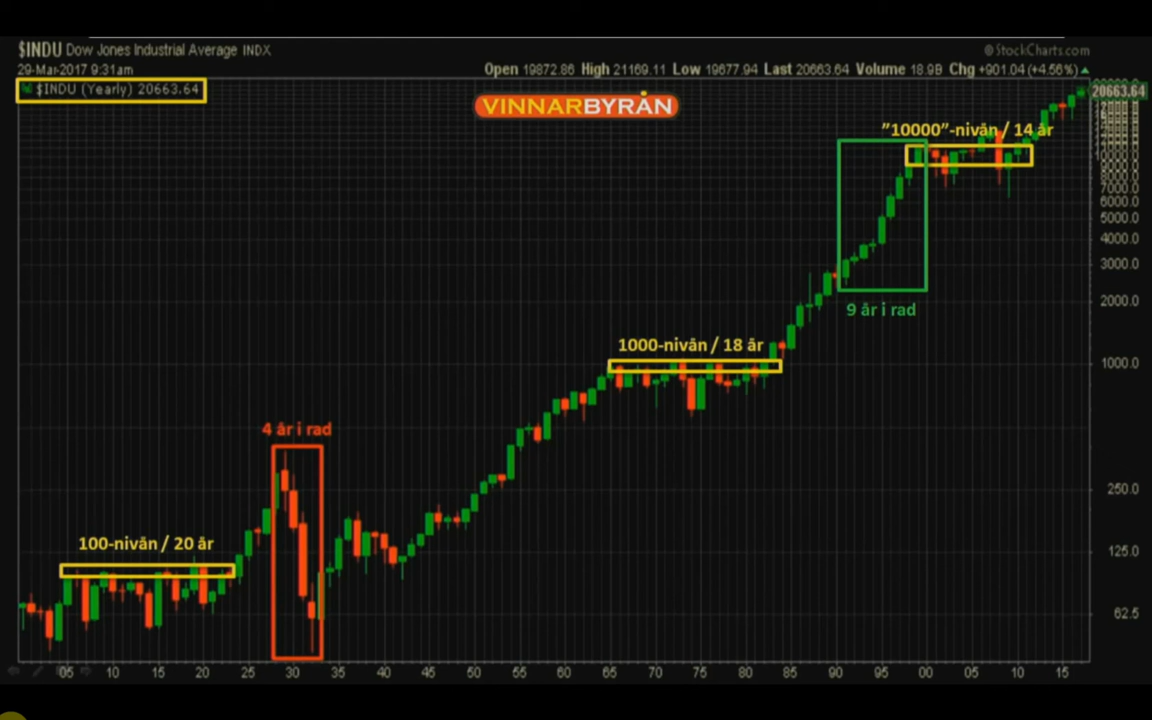 $INDU Dow Jones Industrial Average INDX
© StockCharts.com
29-Mar-2017 9:31am
Open 19872.86 High 21169.11 Low 19677.94 Last 20663.64 Volume 18.9B Chg +901.04 (+4.56%)
$INDU (Yearly) 20663.64
20663.64
VINNARBYRÅN
"10000"-nivån / 14 år
10000.0
7000.0
6000.0
5000.0
4000.0
3000.0
9 år i rad
2000.0
1000-nivån / 18 år
1000.0
4 år i rad
250.0
100-nivån / 20 år
125.0
62.5
05 10 15 20 25 30 35 40 45 50 55 60 65 70 75 80 85 90 95 00 05 10 15